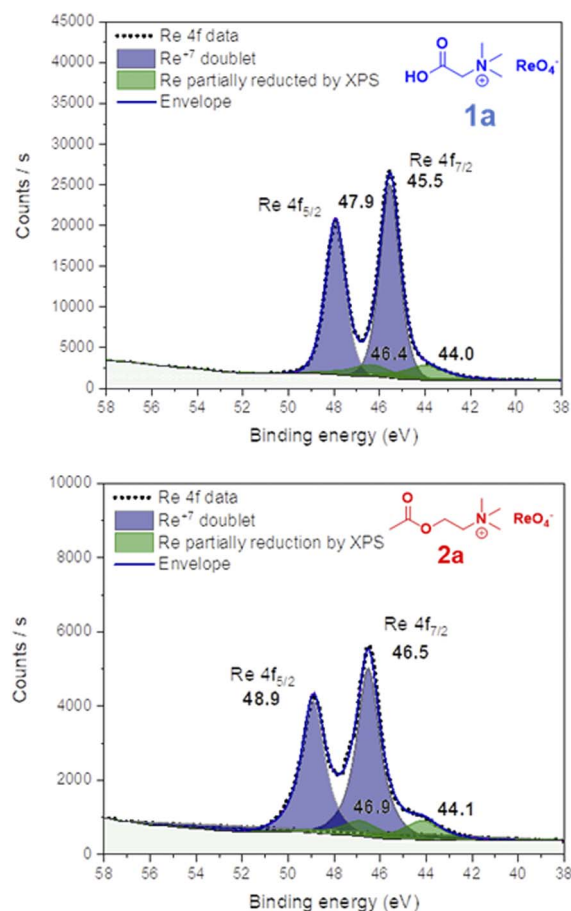 45000
40000
35000
30000
25000
20000
15000
10000
5000
0
Counts / s
Re 4f data
Re⁺⁷ doublet
Re partially reducted by XPS
Envelope
O
HO
N
⊕
ReO₄⁻
1a
Re 4f₇/₂
45.5
Re 4f₅/₂ 47.9
46.4
44.0
58 56 54 52 50 48 46 44 42 40 38
Binding energy (eV)
10000
8000
6000
4000
2000
0
Counts / s
Re 4f data
Re⁺⁷ doublet
Re partially reduction by XPS
Envelope
O
O
N
⊕
ReO₄⁻
2a
Re 4f₇/₂
46.5
Re 4f₅/₂
48.9
46.9
44.1
58 56 54 52 50 48 46 44 42 40 38
Binding energy (eV)